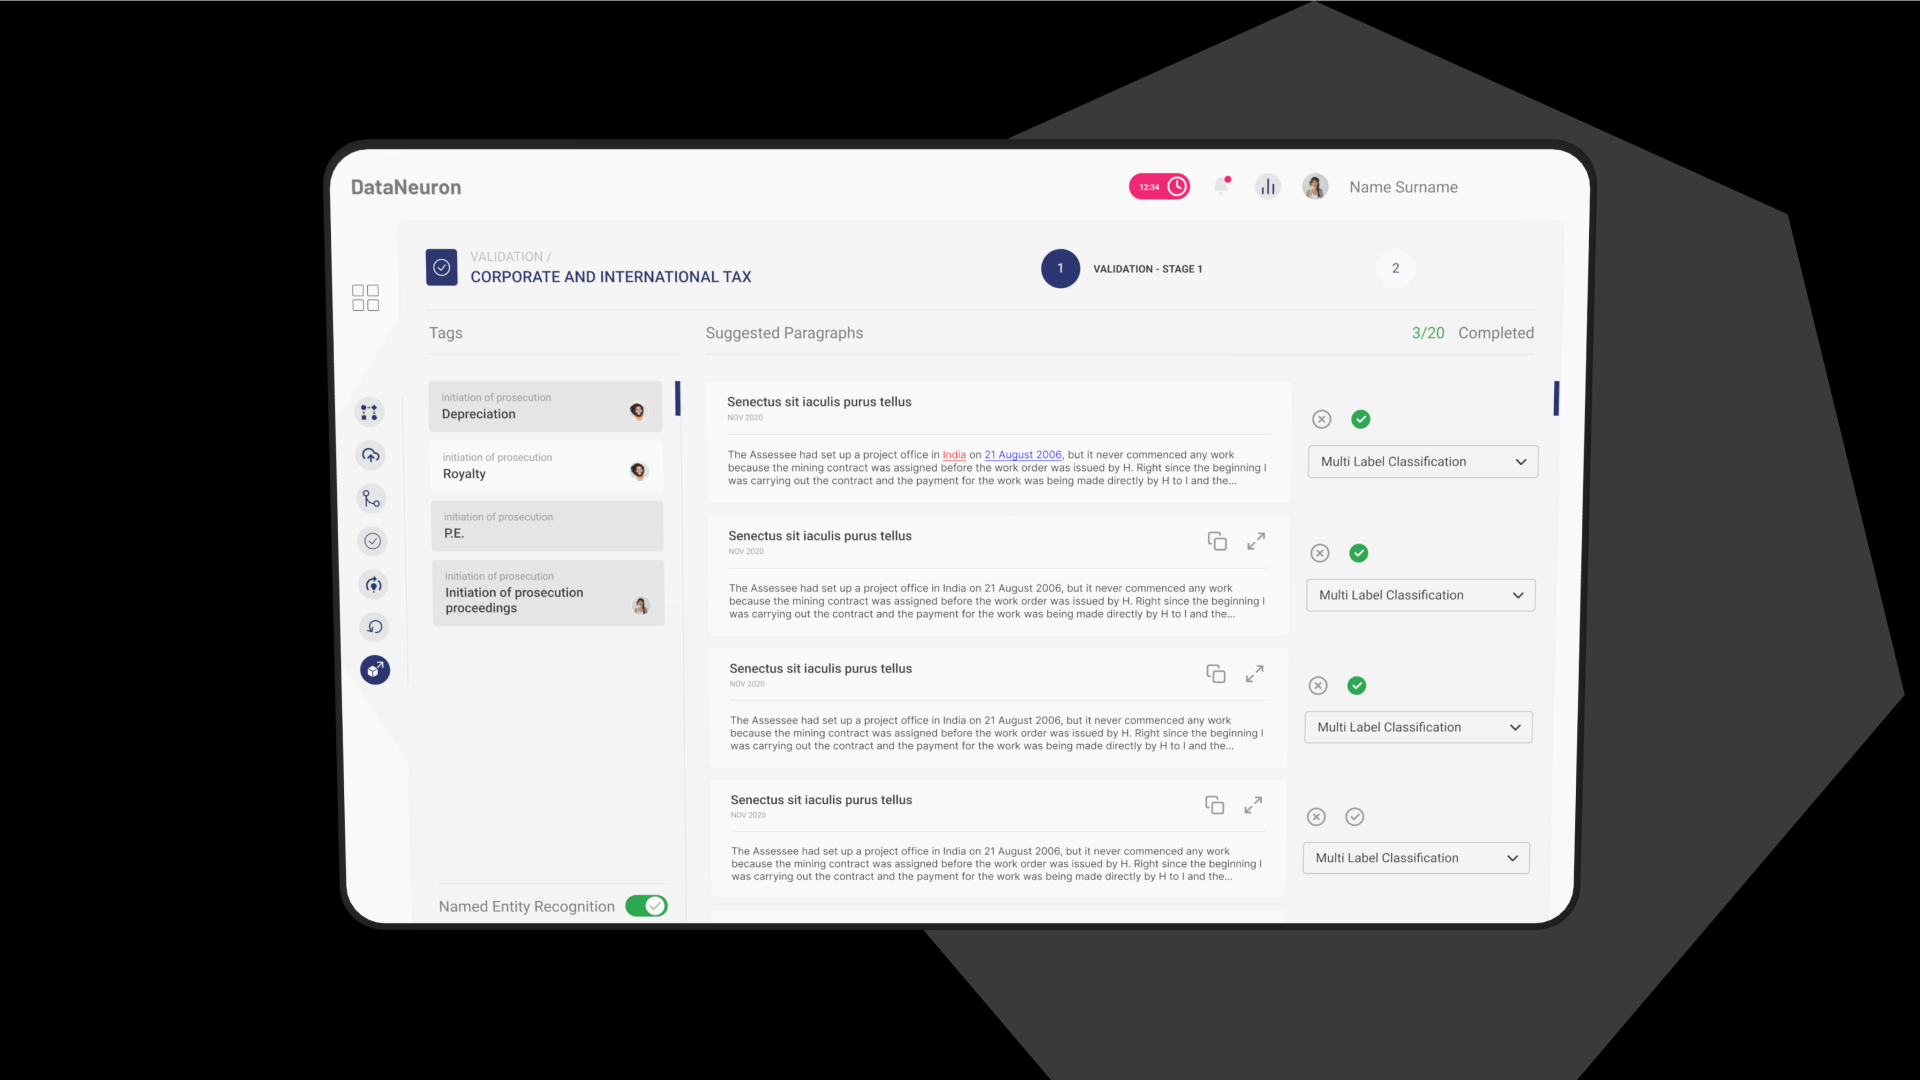 DataNeuron
12:34
Name Surname
VALIDATION /
CORPORATE AND INTERNATIONAL TAX
1
VALIDATION - STAGE 1
2
Tags
Suggested Paragraphs
3/20 Completed
initiation of prosecution
Depreciation
initiation of prosecution
Royalty
initiation of prosecution
P.E.
initiation of prosecution
Initiation of prosecution
proceedings
Named Entity Recognition
Senectus sit iaculis purus tellus
NOV 2020
The Assessee had set up a project office in India on 21 August 2006, but it never commenced any work
because the mining contract was assigned before the work order was issued by H. Right since the beginning I
was carrying out the contract and the payment for the work was being made directly by H to I and the...
Multi Label Classification
Senectus sit iaculis purus tellus
NOV 2020
The Assessee had set up a project office in India on 21 August 2006, but it never commenced any work
because the mining contract was assigned before the work order was issued by H. Right since the beginning I
was carrying out the contract and the payment for the work was being made directly by H to I and the...
Multi Label Classification
Senectus sit iaculis purus tellus
NOV 2020
The Assessee had set up a project office in India on 21 August 2006, but it never commenced any work
because the mining contract was assigned before the work order was issued by H. Right since the beginning I
was carrying out the contract and the payment for the work was being made directly by H to I and the...
Multi Label Classification
Senectus sit iaculis purus tellus
NOV 2020
The Assessee had set up a project office in India on 21 August 2006, but it never commenced any work
because the mining contract was assigned before the work order was issued by H. Right since the beginning I
was carrying out the contract and the payment for the work was being made directly by H to I and the...
Multi Label Classification